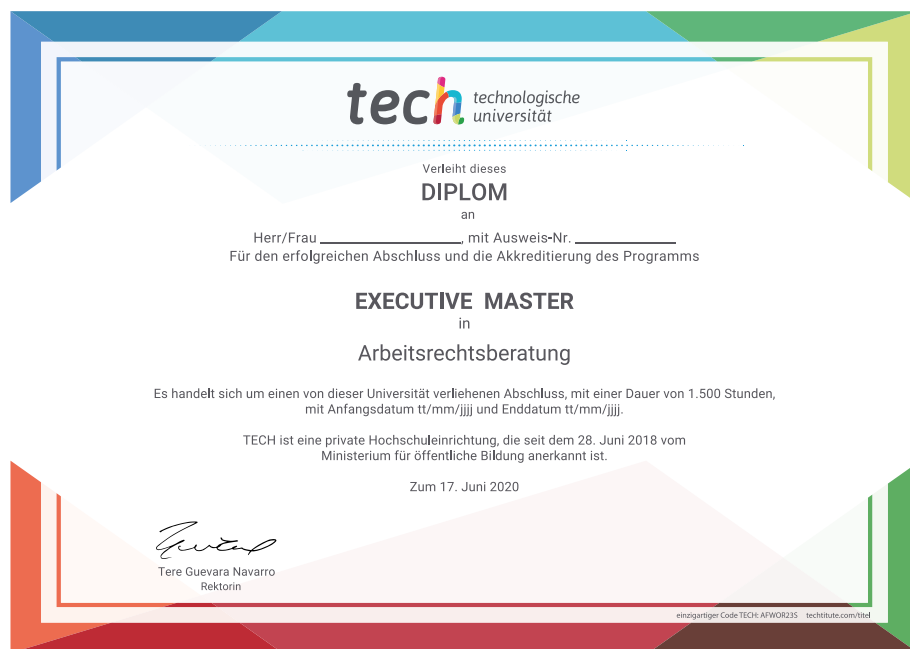 tech technologische
universität
Verleiht dieses
DIPLOM
an
Herr/Frau ____________________, mit Ausweis-Nr. ______________
Für den erfolgreichen Abschluss und die Akkreditierung des Programms
EXECUTIVE MASTER
in
Arbeitsrechtsberatung
Es handelt sich um einen von dieser Universität verliehenen Abschluss, mit einer Dauer von 1.500 Stunden,
mit Anfangsdatum tt/mm/jjjj und Enddatum tt/mm/jjjj.
TECH ist eine private Hochschuleinrichtung, die seit dem 28. Juni 2018 vom
Ministerium für öffentliche Bildung anerkannt ist.
Zum 17. Juni 2020
Tere Guevara Navarro
Rektorin
einzigartiger Code TECH: AFWOR23S techtitute.com/titel